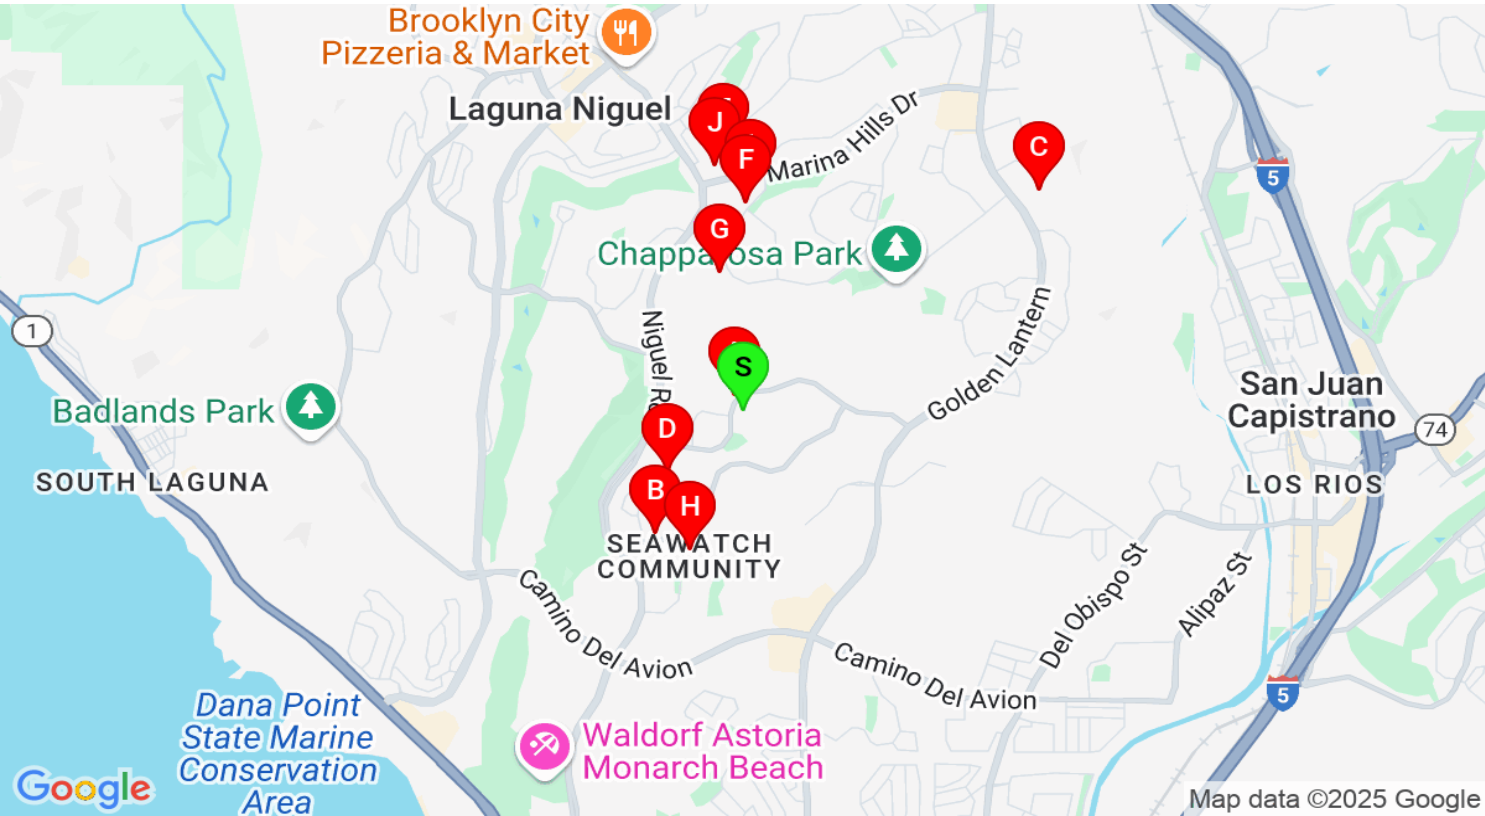 Brooklyn City
Pizzeria & Market
Laguna Niguel
J
F
Marina Hills Dr
C
5
G
Chapparosa Park
1
Niguel R
Golden Lantern
S
San Juan
Capistrano
74
Badlands Park
D
SOUTH LAGUNA
LOS RIOS
B
H
SEAWATCH
COMMUNITY
Camino Del Avion
Del Obispo St
Alipaz St
Camino Del Avion
5
Dana Point
State Marine
Conservation
Area
Waldorf Astoria
Monarch Beach
Google
Map data ©2025 Google